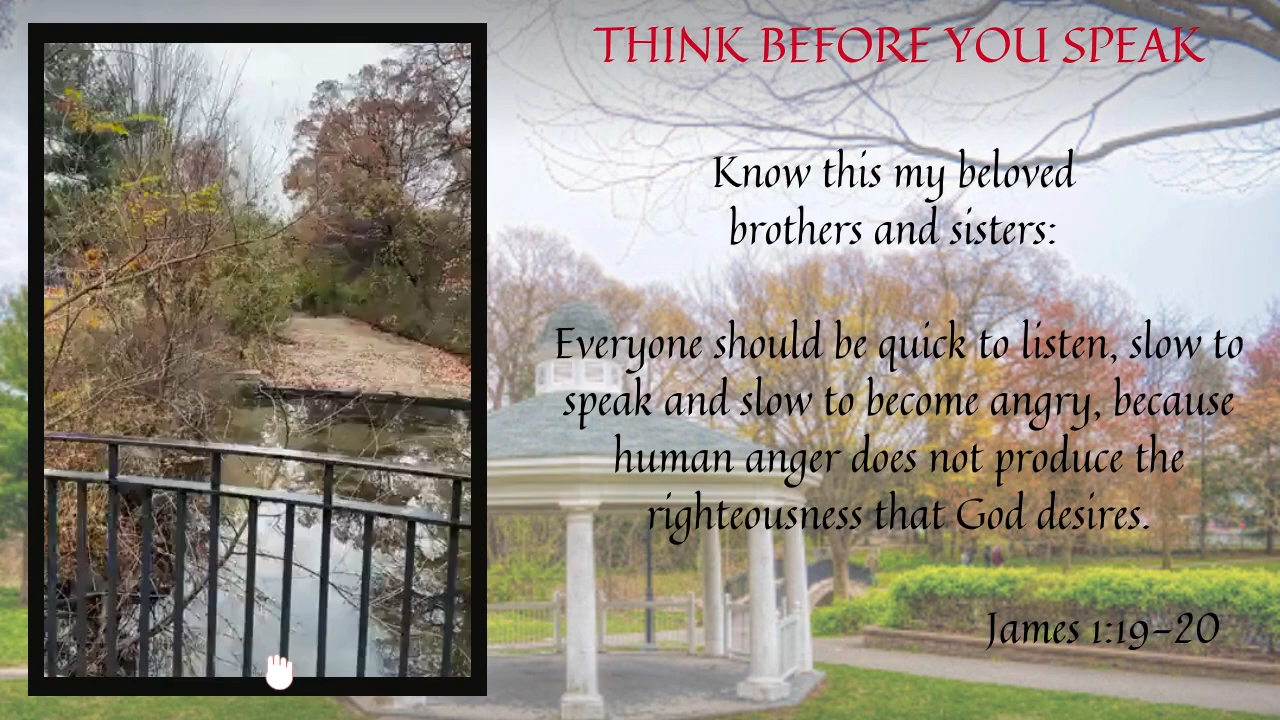 THINK BEFORE YOU SPEAK
Know this my beloved
brothers and sisters:
Everyone should be quick to listen, slow to
speak and slow to become angry, because
human anger does not produce the
righteousness that God desires.
James 1:19–20